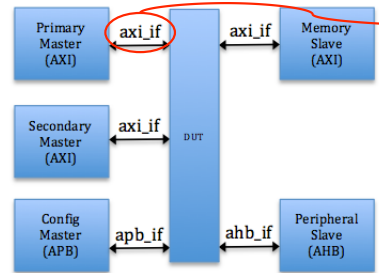 Primary
Master
(AXI)
axi_if
axi_if
Memory
Slave
(AXI)
Secondary
Master
(AXI)
axi_if
DUT
Config
Master
(APB)
apb_if
ahb_if
Peripheral
Slave
(AHB)